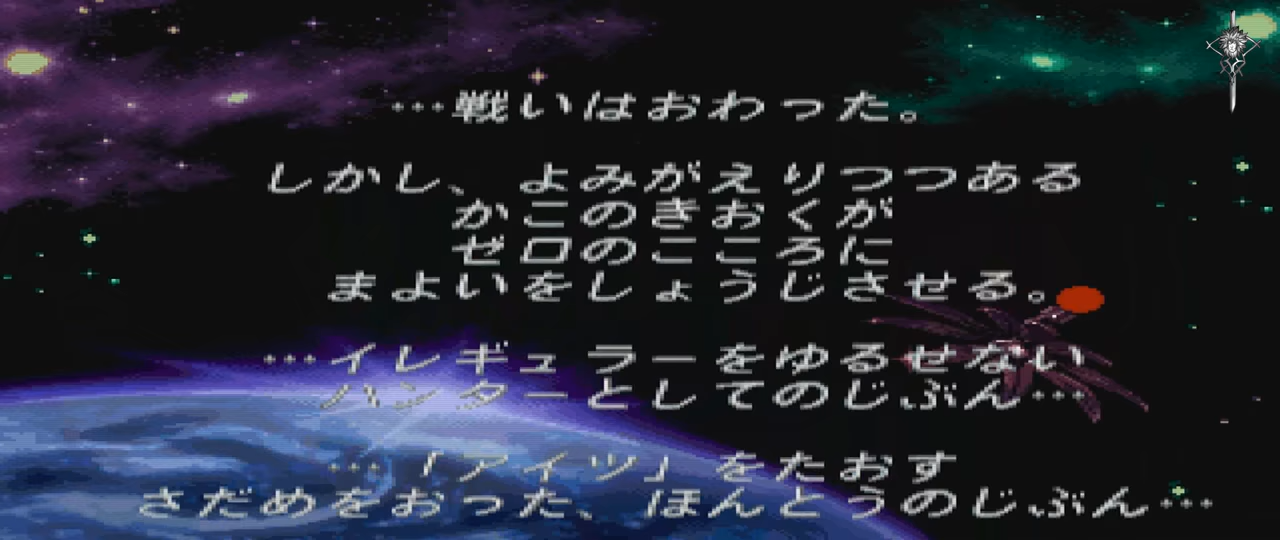 …戦いはおわった。
しかし、よみがえりつつある
かこのきおくが
ゼロのこころに
まよいをしょうじさせる。
…イレギュラーをゆるせない
ハンターとしてのじぶん…
…「アイツ」をたおす
さだめをおった、ほんとうのじぶん…